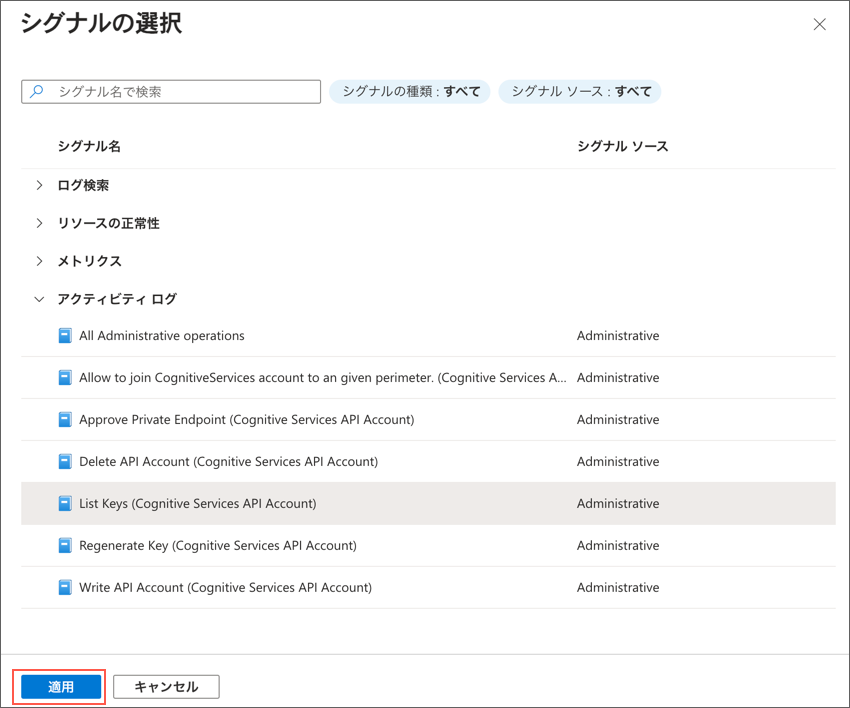 シグナルの選択
シグナル名で検索
シグナルの種類 : すべて
シグナル ソース : すべて
シグナル名 シグナル ソース
ログ検索
リソースの正常性
メトリクス
アクティビティ ログ
All Administrative operations Administrative
Allow to join CognitiveServices account to an given perimeter. (Cognitive Services A... Administrative
Approve Private Endpoint (Cognitive Services API Account) Administrative
Delete API Account (Cognitive Services API Account) Administrative
List Keys (Cognitive Services API Account) Administrative
Regenerate Key (Cognitive Services API Account) Administrative
Write API Account (Cognitive Services API Account) Administrative
適用 キャンセル